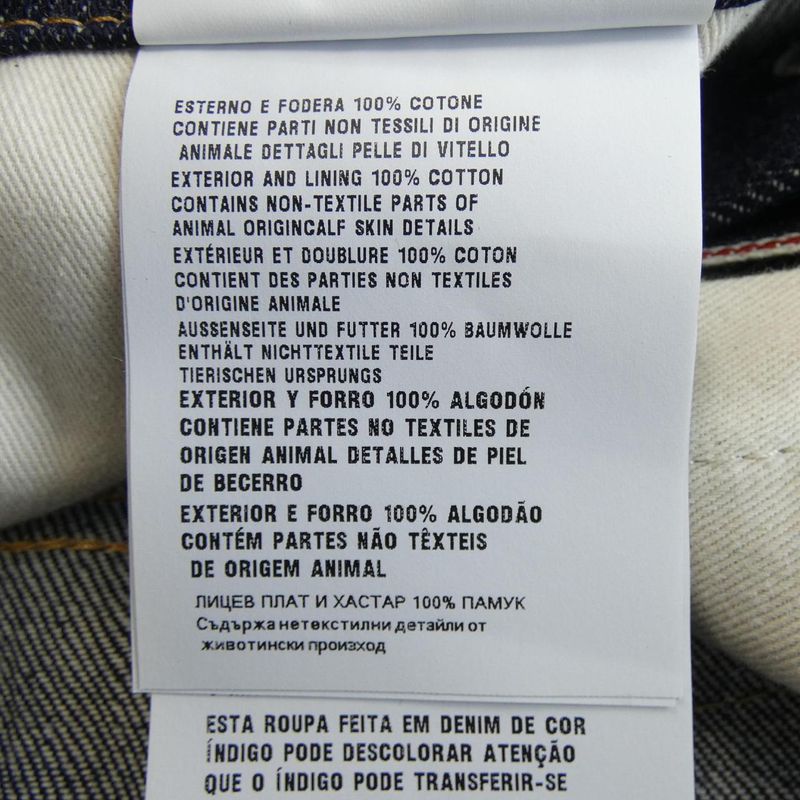 ESTERNO E FODERA 100% COTONE
CONTIENE PARTI NON TESSILI DI ORIGINE
ANIMALE DETTAGLI PELLE DI VITELLO
EXTERIOR AND LINING 100% COTTON
CONTAINS NON-TEXTILE PARTS OF
ANIMAL ORIGINCALF SKIN DETAILS
EXTÉRIEUR ET DOUBLURE 100% COTON
CONTIENT DES PARTIES NON TEXTILES
D'ORIGINE ANIMALE
AUSSENSEITE UND FUTTER 100% BAUMWOLLE
ENTHÄLT NICHTTEXTILE TEILE
TIERISCHEN URSPRUNGS
EXTERIOR Y FORRO 100% ALGODÓN
CONTIENE PARTES NO TEXTILES DE
ORIGEN ANIMAL DETALLES DE PIEL
DE BECERRO
EXTERIOR E FORRO 100% ALGODÃO
CONTÉM PARTES NÃO TÊXTEIS
DE ORIGEM ANIMAL
ЛИЦЕВ ПЛАТ И ХАСТАР 100% ПАМУК
Съдържа нетекстилни детайли от
животински произход
ESTA ROUPA FEITA EM DENIM DE COR
ÍNDIGO PODE DESCOLORAR ATENÇÃO
QUE O ÍNDIGO PODE TRANSFERIR-SE